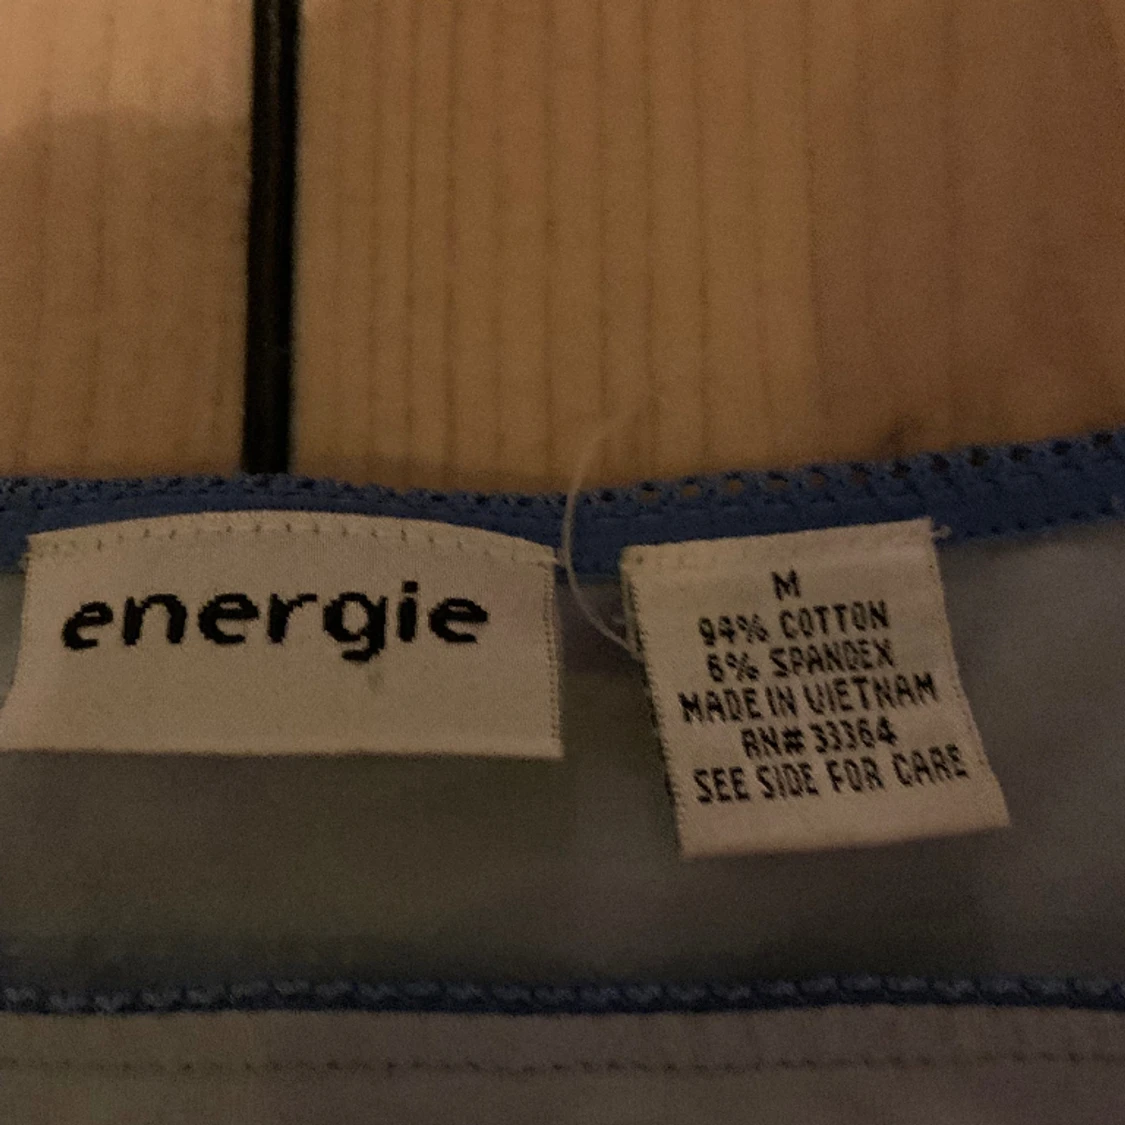 energie
M
94% COTTON
6% SPANDEX
MADE IN VIETNAM
RN# 33364
SEE SIDE FOR CARE